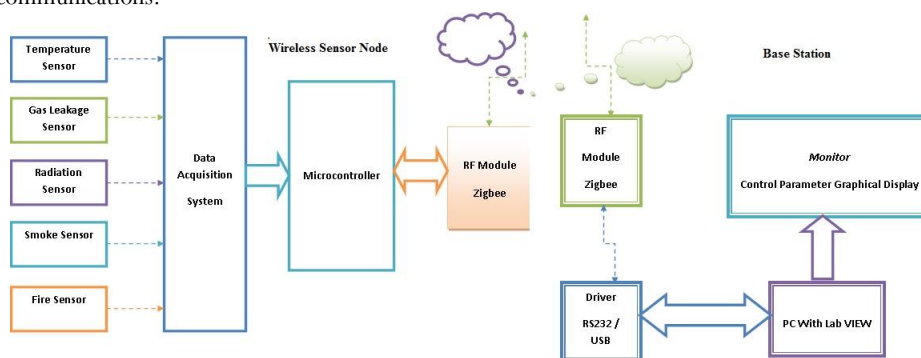 communications.
Wireless Sensor Node
Base Station
Temperature
Sensor
Gas Leakage
Sensor
Radiation
Sensor
Smoke Sensor
Fire Sensor
Data
Acquisition
System
Microcontroller
RF Module
Zigbee
RF
Module
Zigbee
Driver
RS232 /
USB
PC With Lab VIEW
Monitor
Control Parameter Graphical Display